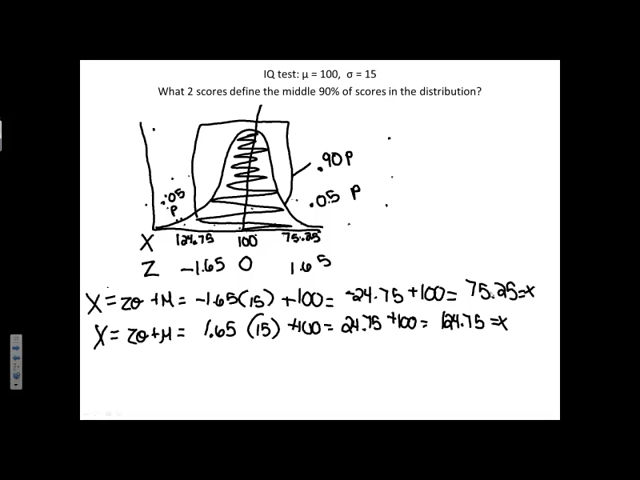 IQ test: µ = 100,  σ = 15
What 2 scores define the middle 90% of scores in the distribution?
.90 P
.05 P
.05 P
X 124.75 100 75.25
Z -1.65 0 1.65
X = zσ + M = -1.65(15) + 100 = -24.75 + 100 = 75.25 = x
X = zσ + M = 1.65 (15) + 100 = 24.75 + 100 = 124.75 = x